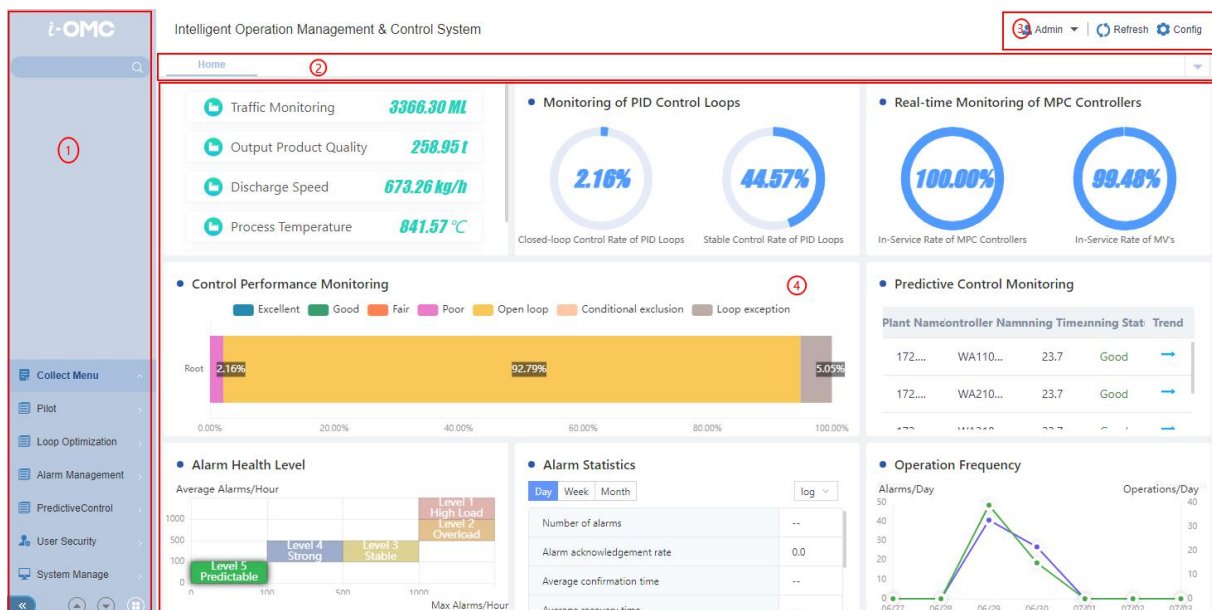 i-OMC
Intelligent Operation Management & Control System
3
Admin
Refresh
Config
Home
2
1
Traffic Monitoring 3366.30 ML
Output Product Quality 258.95 t
Discharge Speed 673.26 kg/h
Process Temperature 841.57 ℃
Monitoring of PID Control Loops
2.16%
44.57%
Closed-loop Control Rate of PID Loops
Stable Control Rate of PID Loops
Real-time Monitoring of MPC Controllers
100.00%
99.48%
In-Service Rate of MPC Controllers
In-Service Rate of MV's
Control Performance Monitoring
4
Excellent Good Fair Poor Open loop Conditional exclusion Loop exception
Root 2.16% 92.79% 5.05%
0.00% 20.00% 40.00% 60.00% 80.00% 100.00%
Predictive Control Monitoring
Plant Name ontroller Nam nning Time unning Stat Trend
172.... WA110... 23.7 Good
172.... WA210... 23.7 Good
Collect Menu
Pilot
Loop Optimization
Alarm Management
PredictiveControl
User Security
System Manage
Alarm Health Level
Average Alarms/Hour
Level 1
High Load
1000
Level 2
Overload
500
Level 4
Strong
Level 3
Stable
100
Level 5
Predictable
0
0 100 500 1000
Max Alarms/Hour
Alarm Statistics
Day Week Month log
Number of alarms --
Alarm acknowledgement rate 0.0
Average confirmation time --
Average recovery time
Operation Frequency
Alarms/Day Operations/Day
50 40
40
30
30
20
20
10
10
0 0
06/27 06/28 06/29 06/30 07/01 07/02 07/03